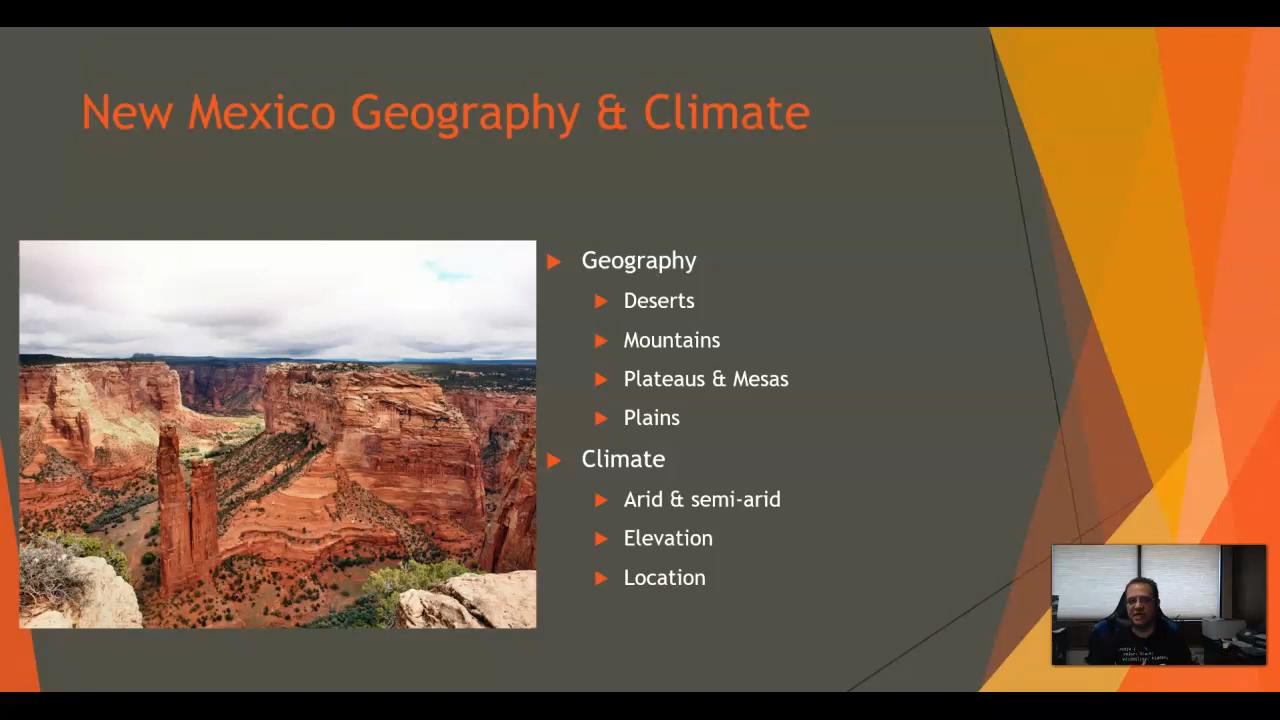 New Mexico Geography & Climate
Geography
Deserts
Mountains
Plateaus & Mesas
Plains
Climate
Arid & semi-arid
Elevation
Location